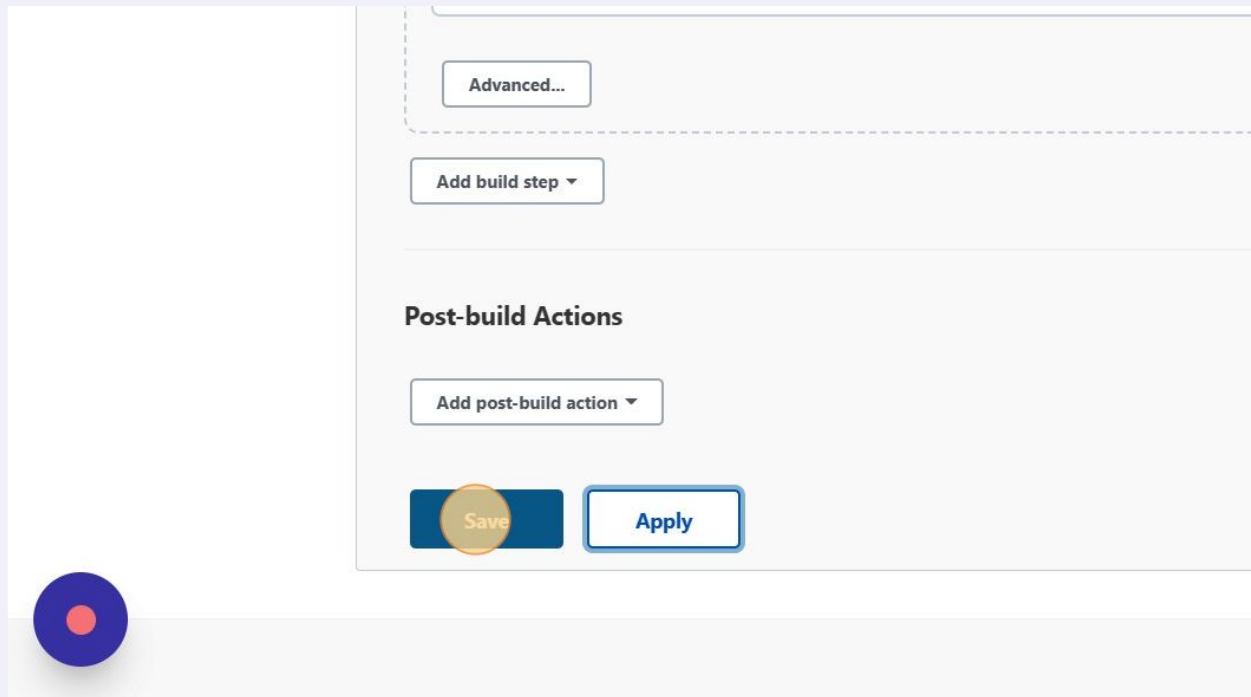 Advanced...
Add build step
Post-build Actions
Add post-build action
Save
Apply